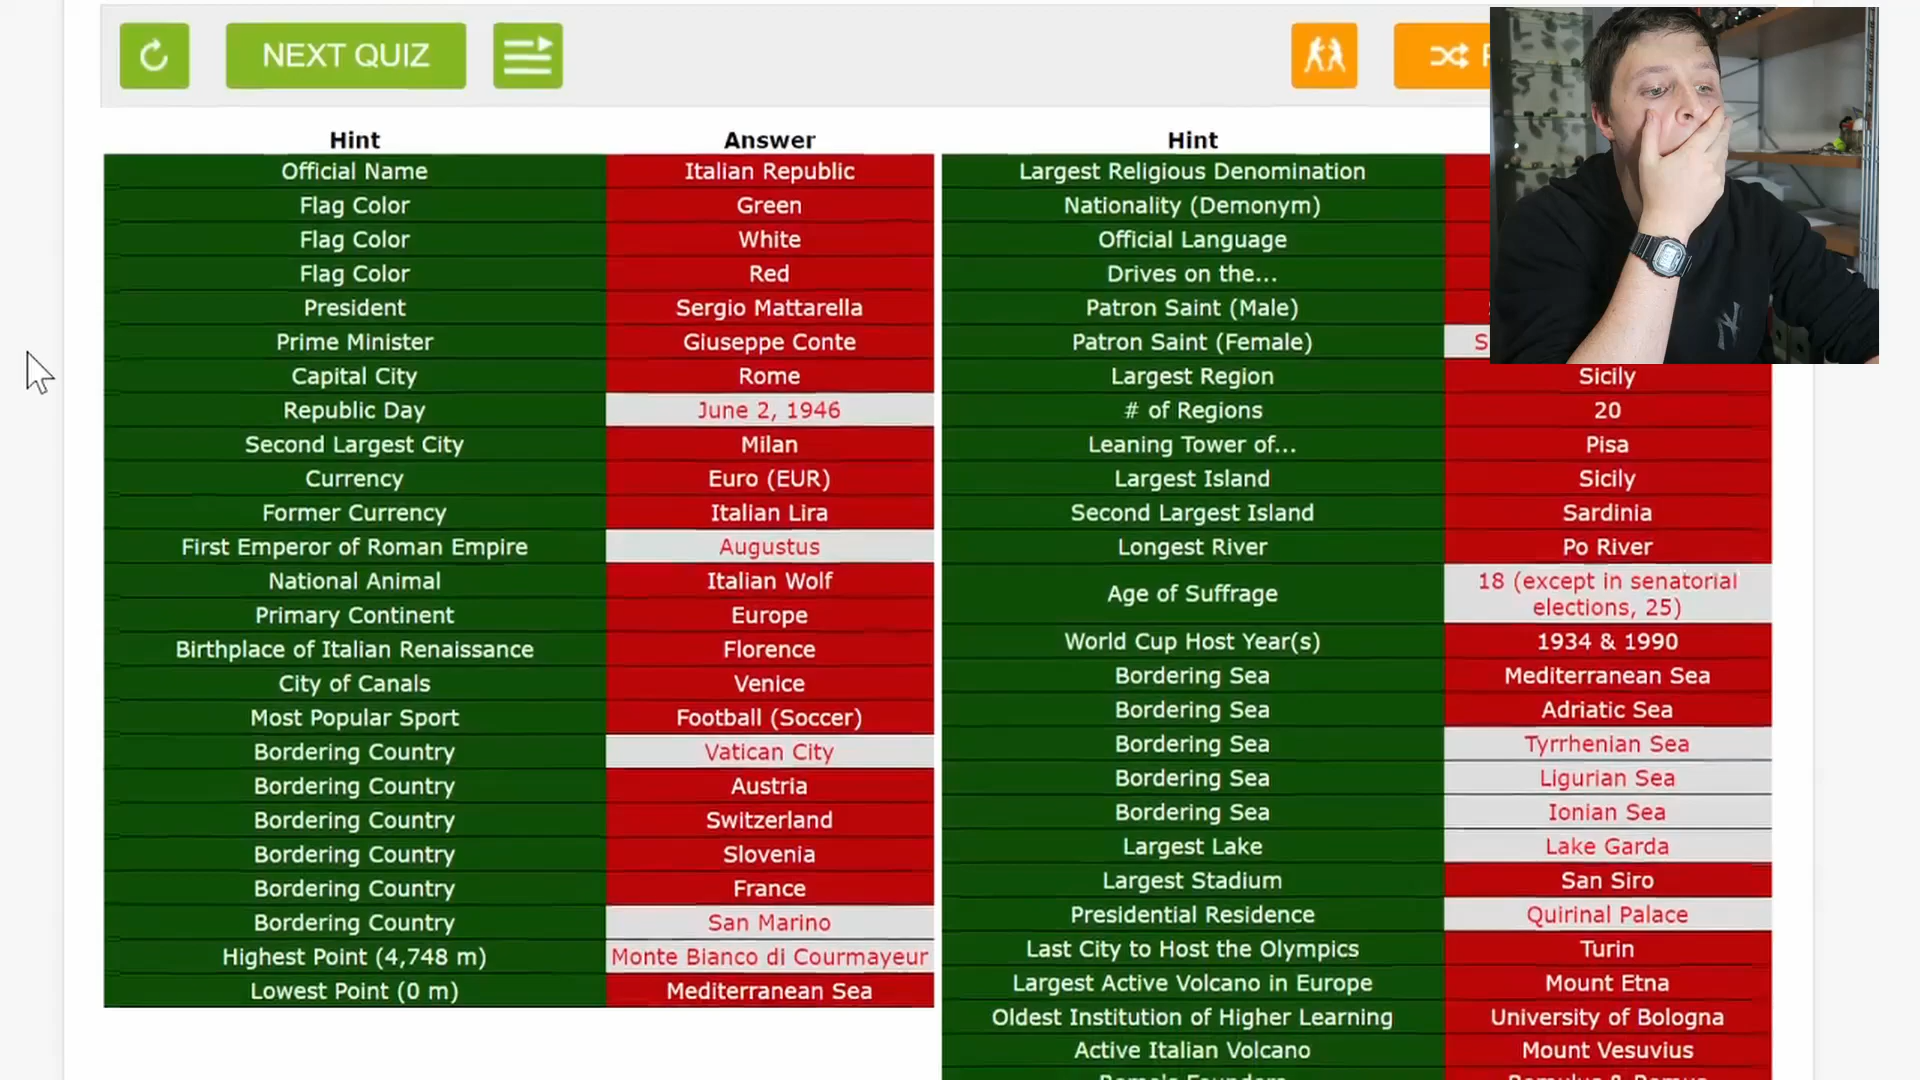 NEXT QUIZ
Hint Answer
Official Name Italian Republic
Flag Color Green
Flag Color White
Flag Color Red
President Sergio Mattarella
Prime Minister Giuseppe Conte
Capital City Rome
Republic Day June 2, 1946
Second Largest City Milan
Currency Euro (EUR)
Former Currency Italian Lira
First Emperor of Roman Empire Augustus
National Animal Italian Wolf
Primary Continent Europe
Birthplace of Italian Renaissance Florence
City of Canals Venice
Most Popular Sport Football (Soccer)
Bordering Country Vatican City
Bordering Country Austria
Bordering Country Switzerland
Bordering Country Slovenia
Bordering Country France
Bordering Country San Marino
Highest Point (4,748 m) Monte Bianco di Courmayeur
Lowest Point (0 m) Mediterranean Sea
Hint
Largest Religious Denomination
Nationality (Demonym)
Official Language
Drives on the...
Patron Saint (Male)
Patron Saint (Female) S
Largest Region Sicily
# of Regions 20
Leaning Tower of... Pisa
Largest Island Sicily
Second Largest Island Sardinia
Longest River Po River
Age of Suffrage 18 (except in senatorial
elections, 25)
World Cup Host Year(s) 1934 & 1990
Bordering Sea Mediterranean Sea
Bordering Sea Adriatic Sea
Bordering Sea Tyrrhenian Sea
Bordering Sea Ligurian Sea
Bordering Sea Ionian Sea
Largest Lake Lake Garda
Largest Stadium San Siro
Presidential Residence Quirinal Palace
Last City to Host the Olympics Turin
Largest Active Volcano in Europe Mount Etna
Oldest Institution of Higher Learning University of Bologna
Active Italian Volcano Mount Vesuvius
Rome's Founders Romulus & Remus